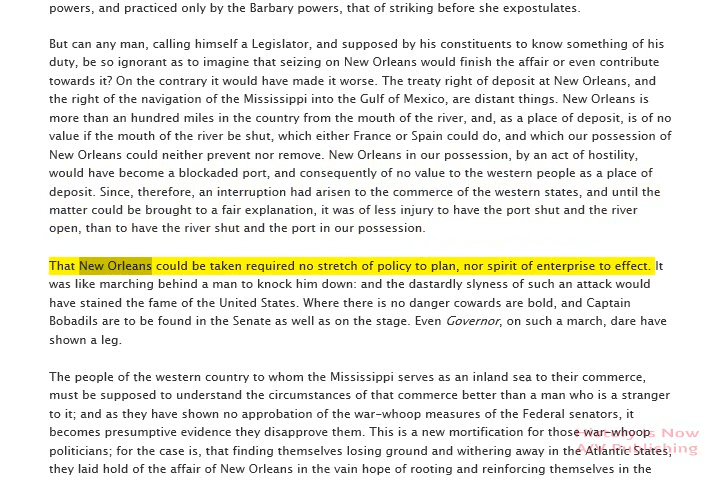 powers, and practiced only by the Barbary powers, that of striking before she expostulates.
But can any man, calling himself a Legislator, and supposed by his constituents to know something of his
duty, be so ignorant as to imagine that seizing on New Orleans would finish the affair or even contribute
towards it? On the contrary it would have made it worse. The treaty right of deposit at New Orleans, and
the right of the navigation of the Mississippi into the Gulf of Mexico, are distant things. New Orleans is
more than an hundred miles in the country from the mouth of the river, and, as a place of deposit, is of no
value if the mouth of the river be shut, which either France or Spain could do, and which our possession of
New Orleans could neither prevent nor remove. New Orleans in our possession, by an act of hostility,
would have become a blockaded port, and consequently of no value to the western people as a place of
deposit. Since, therefore, an interruption had arisen to the commerce of the western states, and until the
matter could be brought to a fair explanation, it was of less injury to have the port shut and the river
open, than to have the river shut and the port in our possession.
That New Orleans could be taken required no stretch of policy to plan, nor spirit of enterprise to effect. It
was like marching behind a man to knock him down: and the dastardly slyness of such an attack would
have stained the fame of the United States. Where there is no danger cowards are bold, and Captain
Bobadils are to be found in the Senate as well as on the stage. Even Governor, on such a march, dare have
shown a leg.
The people of the western country to whom the Mississippi serves as an inland sea to their commerce,
must be supposed to understand the circumstances of that commerce better than a man who is a stranger
to it; and as they have shown no approbation of the war-whoop measures of the Federal senators, it
becomes presumptive evidence they disapprove them. This is a new mortification for those war-whoop
politicians; for the case is, that finding themselves losing ground and withering away in the Atlantic States,
they laid hold of the affair of New Orleans in the vain hope of rooting and reinforcing themselves in the
History Is Now
Publishing